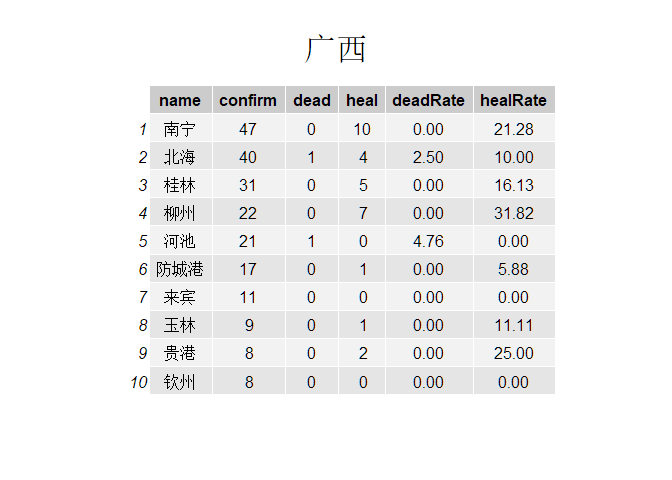 广西
name confirm dead heal deadRate healRate
1 南宁 47 0 10 0.00 21.28
2 北海 40 1 4 2.50 10.00
3 桂林 31 0 5 0.00 16.13
4 柳州 22 0 7 0.00 31.82
5 河池 21 1 0 4.76 0.00
6 防城港 17 0 1 0.00 5.88
7 来宾 11 0 0 0.00 0.00
8 玉林 9 0 1 0.00 11.11
9 贵港 8 0 2 0.00 25.00
10 钦州 8 0 0 0.00 0.00